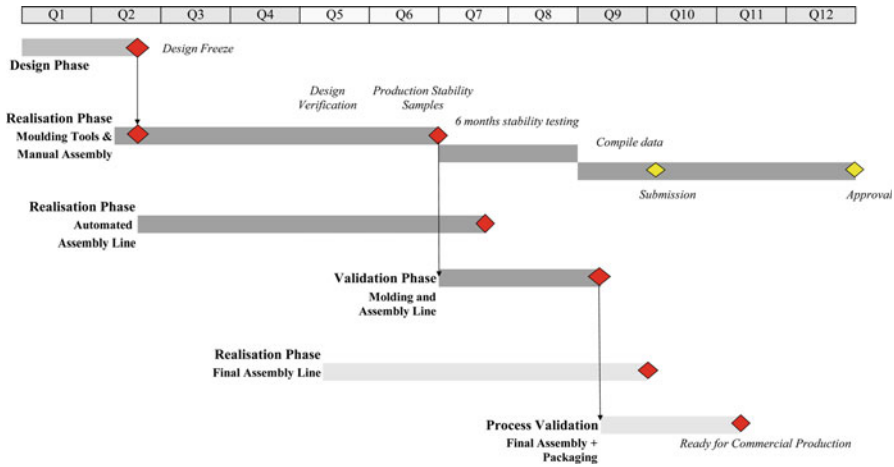 Q1 Q2 Q3 Q4 Q5 Q6 Q7 Q8 Q9 Q10 Q11 Q12
Design Freeze
Design Phase
Design
Verification
Production Stability
Samples
Realisation Phase
Moulding Tools &
Manual Assembly
6 months stability testing
Compile data
Submission
Approval
Realisation Phase
Automated
Assembly Line
Validation Phase
Molding and
Assembly Line
Realisation Phase
Final Assembly Line
Process Validation
Final Assembly +
Packaging
Ready for Commercial Production